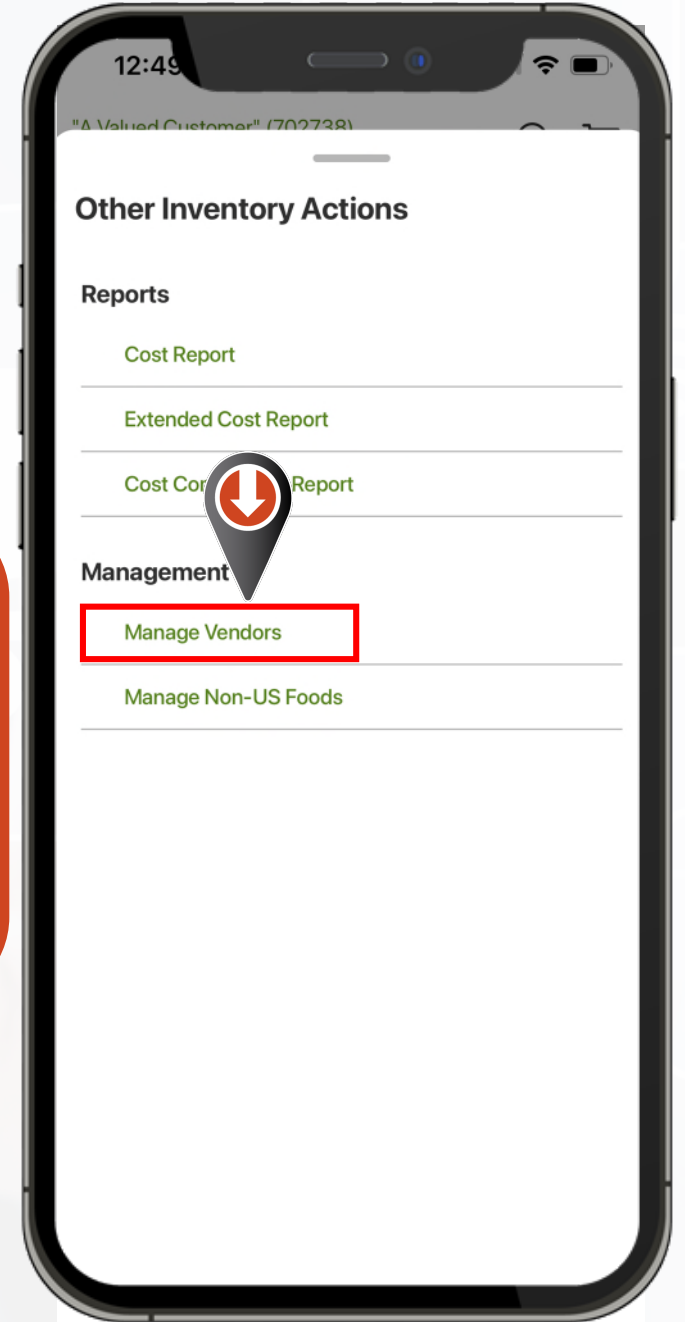 12:49
"A Valued Customer" (702738)
Other Inventory Actions
Reports
Cost Report
Extended Cost Report
Cost Report
Management
Manage Vendors
Manage Non-US Foods